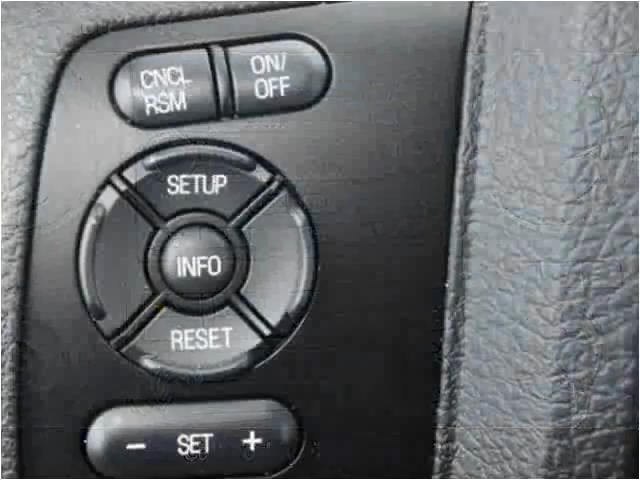 CNCL
RSM
ON/
OFF
SETUP
INFO
RESET
- SET +